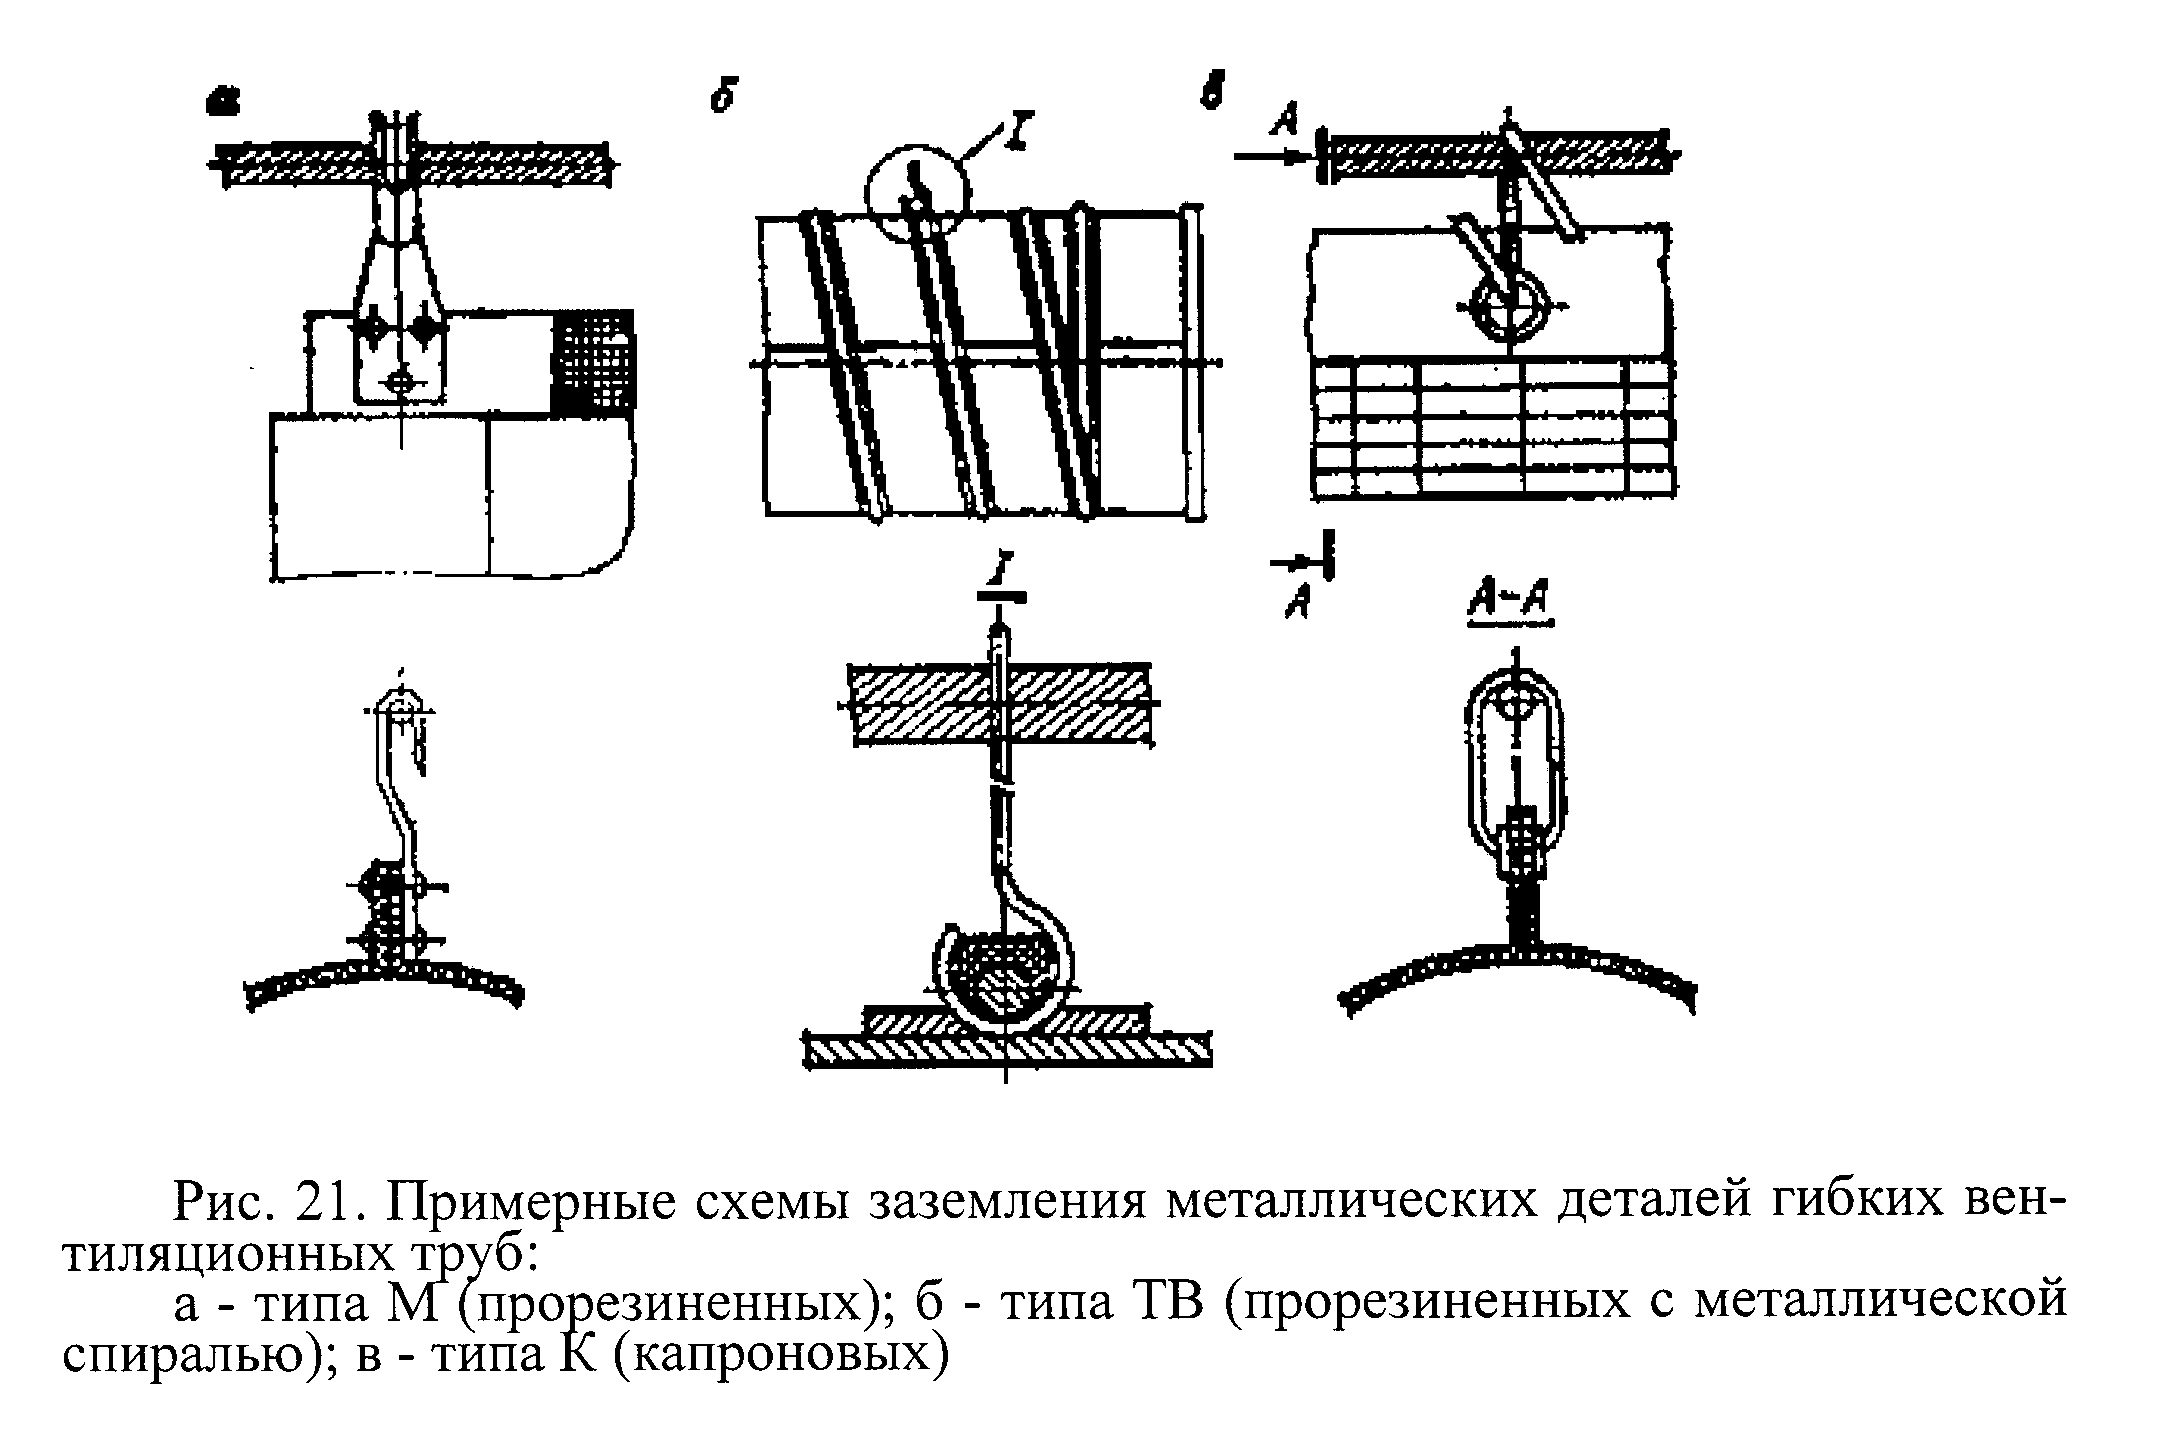 а
б
в
I
А
А
I
А-А
Рис. 21. Примерные схемы заземления металлических деталей гибких вен-
тиляционных труб:
а - типа М (прорезиненных); б - типа ТВ (прорезиненных с металлической
спиралью); в - типа К (капроновых)